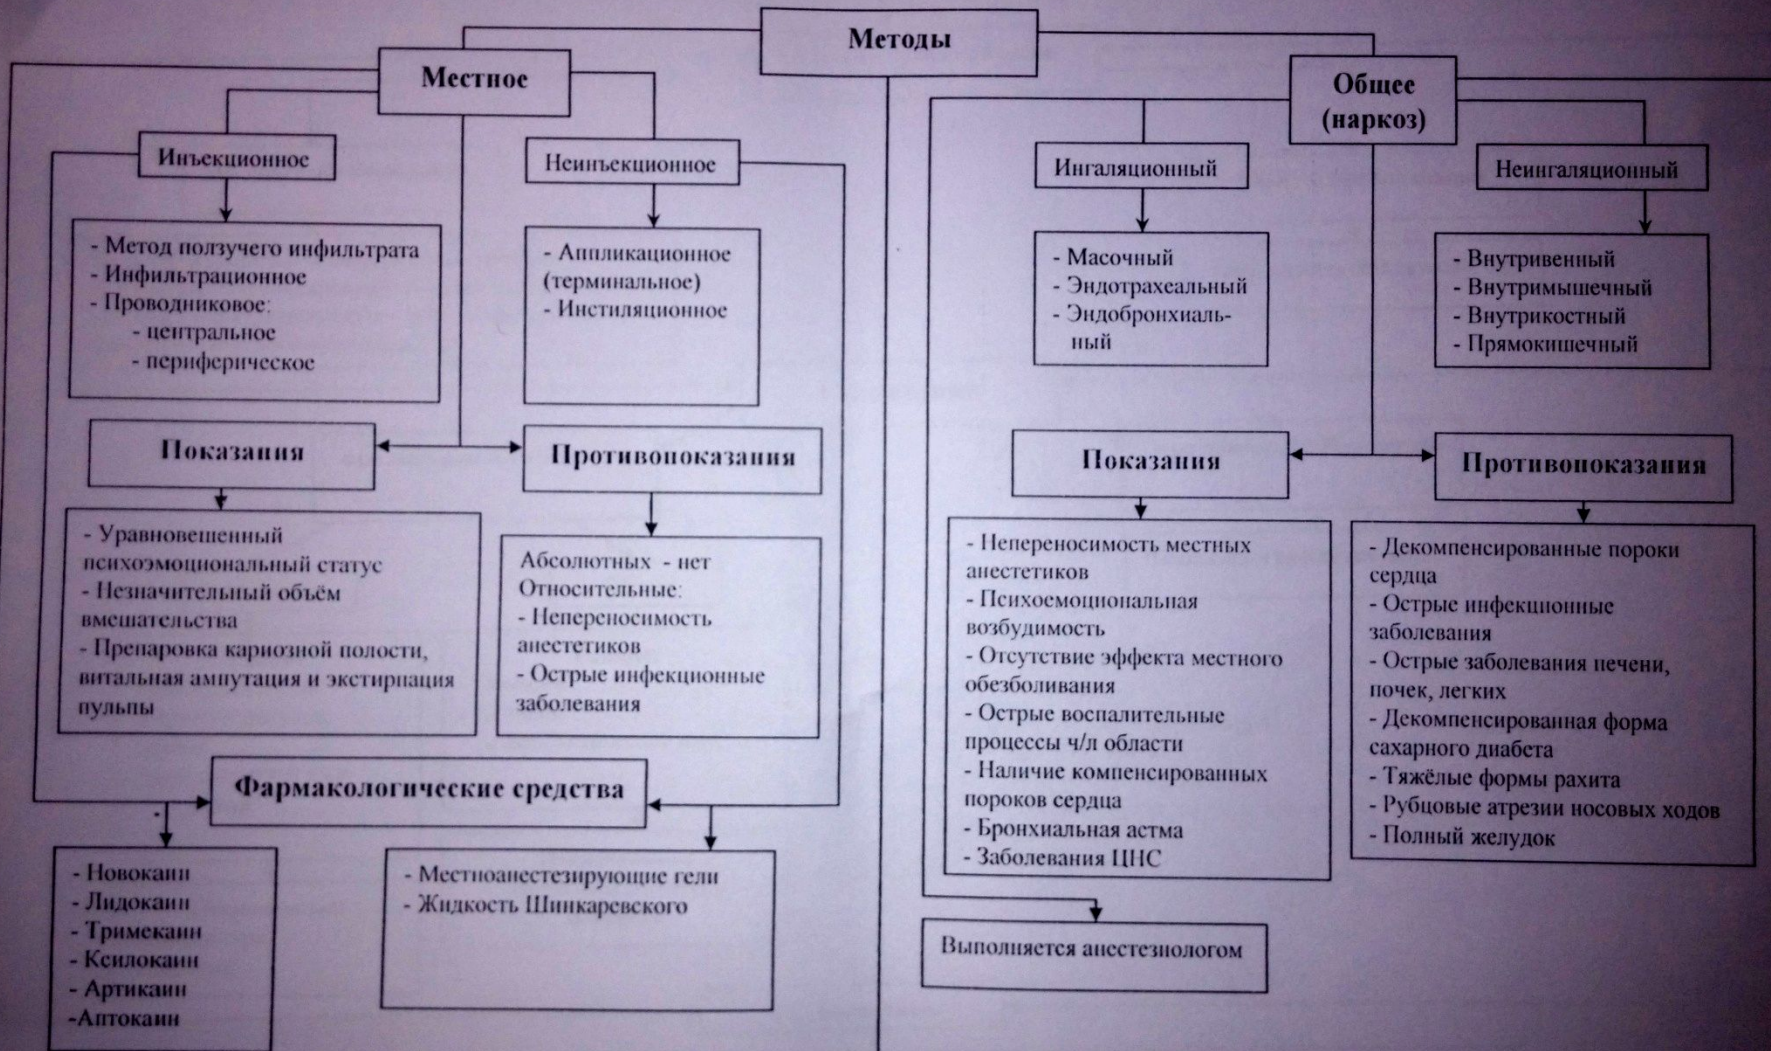 Методы
Местное
Общее
(наркоз)
Инъекционное
Неинъекционное
Ингаляционный
Неингаляционный
- Метод ползучего инфильтрата
- Инфильтрационное
- Проводниковое:
- центральное
- периферическое
- Аппликационное
(терминальное)
- Инстиляционное
- Масочный
- Эндотрахеальный
- Эндобронхиаль-
ный
- Внутривенный
- Внутримышечный
- Внутрикостный
- Прямокишечный
Показания
Противопоказания
Показания
Противопоказания
- Уравновешенный
психоэмоциональный статус
- Незначительный объём
вмешательства
- Препаровка кариозной полости,
витальная ампутация и экстирпация
пульпы
Абсолютных - нет
Относительные:
- Непереносимость
анестетиков
- Острые инфекционные
заболевания
- Непереносимость местных
анестетиков
- Психоемоциональная
возбудимость
- Отсутствие эффекта местного
обезболивания
- Острые воспалительные
процессы ч/л области
- Наличие компенсированных
пороков сердца
- Бронхиальная астма
- Заболевания ЦНС
- Декомпенсированные пороки
сердца
- Острые инфекционные
заболевания
- Острые заболевания печени,
почек, легких
- Декомпенсированная форма
сахарного диабета
- Тяжёлые формы рахита
- Рубцовые атрезии носовых ходов
- Полный желудок
Фармакологические средства
- Новокаин
- Лидокаин
- Тримекаин
- Ксилокаин
- Артикаин
-Аптокаин
- Местноанестезирующие гели
- Жидкость Шинкаревского
Выполняется анестезиологом